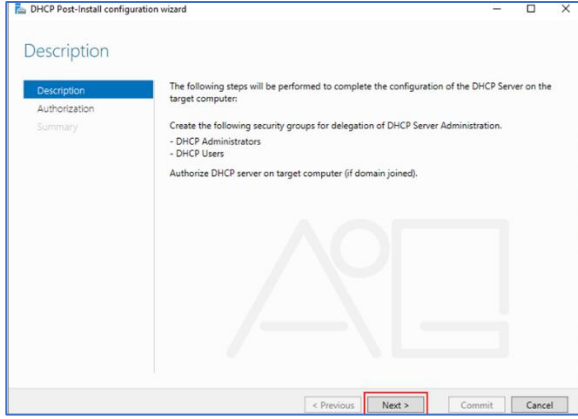 DHCP Post-Install configuration wizard
Description
Description
Authorization
Summary
The following steps will be performed to complete the configuration of the DHCP Server on the
target computer:
Create the following security groups for delegation of DHCP Server Administration.
- DHCP Administrators
- DHCP Users
Authorize DHCP server on target computer (if domain joined).
AOG
< Previous
Next >
Commit
Cancel